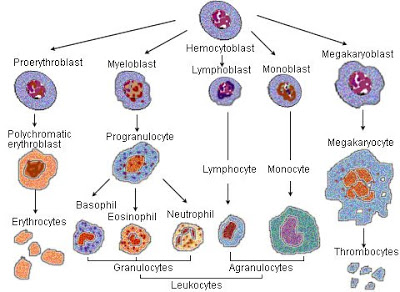 Hemocytoblast
Proerythroblast
Myeloblast
Lymphoblast
Monoblast
Megakaryoblast
Polychromatic
erythroblast
Progranulocyte
Lymphocyte
Monocyte
Megakaryocyte
Basophil
Eosinophil
Neutrophil
Erythrocytes
Thrombocytes
Granulocytes
Agranulocytes
Leukocytes